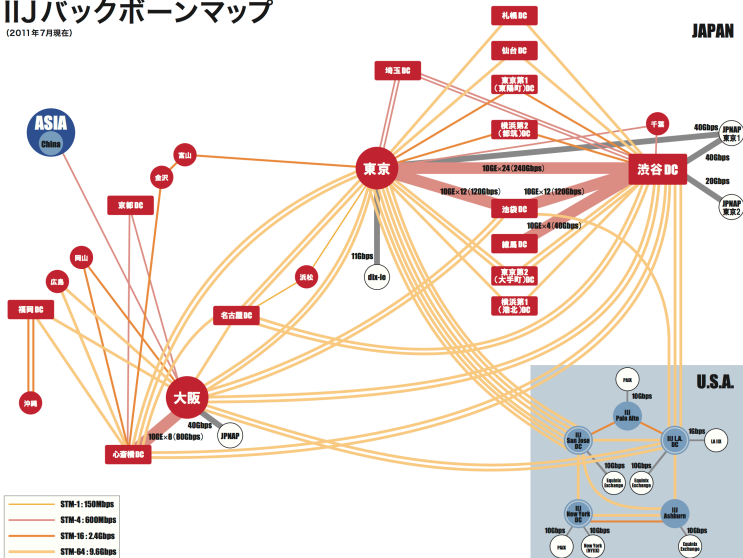 IIJバックボーンマップ
(2011年7月現在)
JAPAN
札幌DC
仙台DC
東京第1
(東陽町)DC
横浜第2
(都筑)DC
埼玉DC
千葉
40Gbps
JPNAP
東京1
40Gbps
20Gbps
JPNAP
東京2
ASIA
China
富山
金沢
東京
10GE×24(240Gbps)
渋谷DC
10GE×12(120Gbps)
10GE×12(120Gbps)
池袋DC
10GE×4(40Gbps)
練馬DC
京都DC
岡山
広島
福岡DC
沖縄
11Gbps
dix-ie
浜松
名古屋DC
東京第2
(大手町)DC
横浜第1
(港北)DC
大阪
40Gbps
JPNAP
10GE×8(80Gbps)
心斎橋DC
U.S.A.
PAIX
10Gbps
IIJ
Palo Alto
IIJ
San Jose
DC
IIJ L.A.
DC
1Gbps
LA IIX
10Gbps
10Gbps
Equinix
Exchange
Equinix
Exchange
IIJ
New York
DC
IIJ
Ashburn
10Gbps
10Gbps
10Gbps
PAIX
New York
(NYIIX)
Equinix
Exchange
STM-1 : 150Mbps
STM-4 : 600Mbps
STM-16 : 2.4Gbps
STM-64 : 9.6Gbps